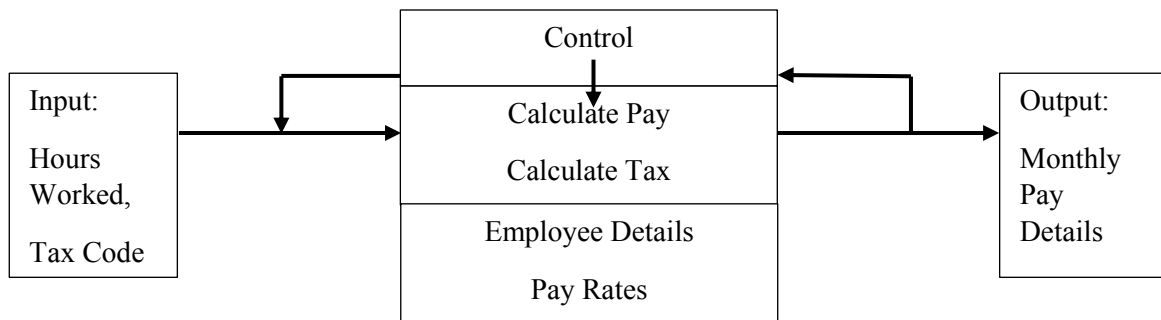 Control
Input:
Hours
Worked,
Tax Code
Calculate Pay
Calculate Tax
Employee Details
Pay Rates
Output:
Monthly
Pay
Details